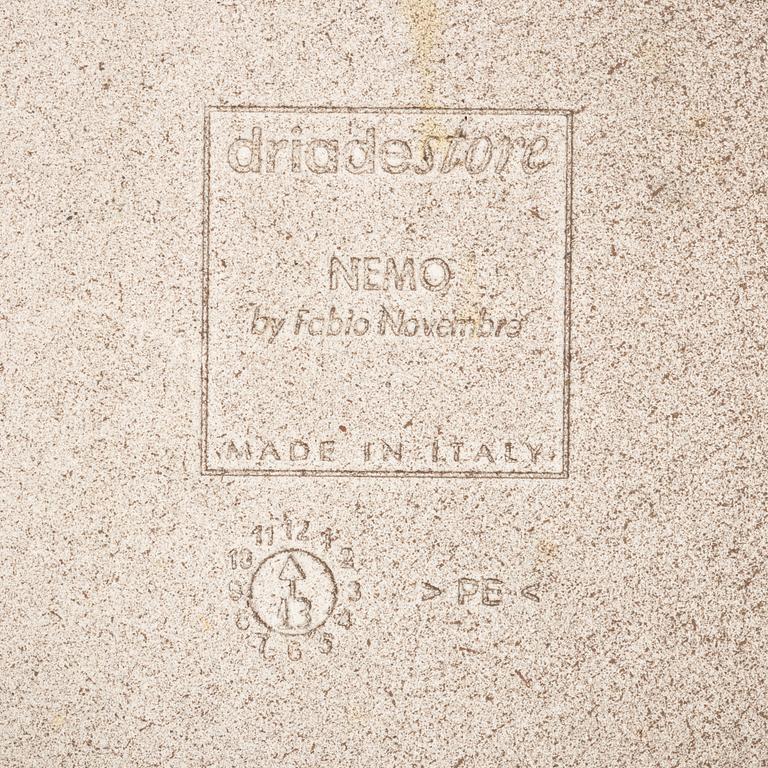 driadestore
NEMO
by Fabio Novembre
MADE IN ITALY
11 12 1
10 2
9 3
13
8 4
7 6 5
> PE <